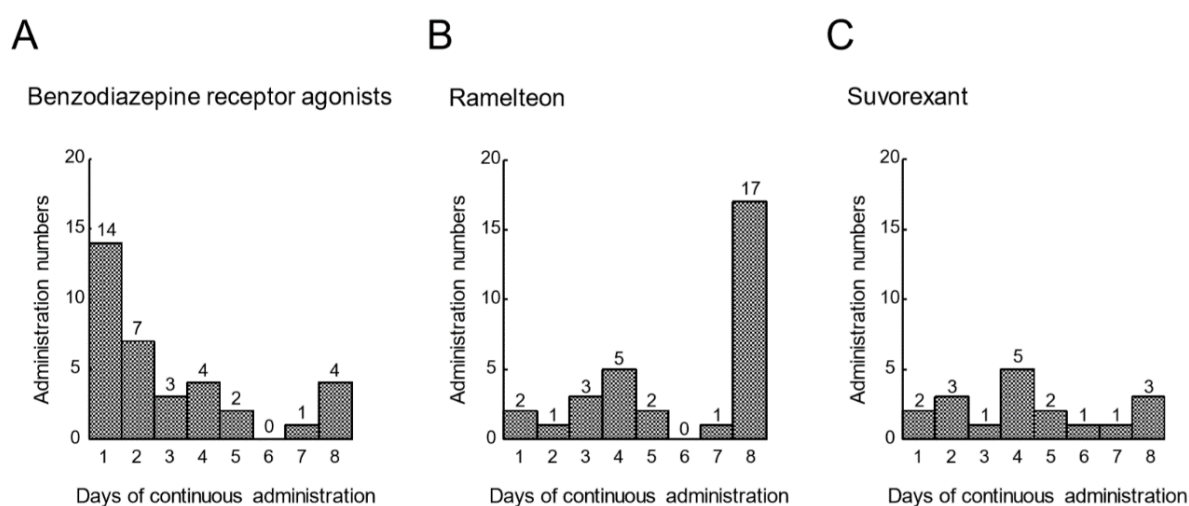 A
Benzodiazepine receptor agonists
Administration numbers
20
15
10
5
0
14
7
3
4
2
0
1
4
1 2 3 4 5 6 7 8
Days of continuous administration
B
Ramelteon
Administration numbers
20
15
10
5
0
2
1
3
5
2
0
1
17
1 2 3 4 5 6 7 8
Days of continuous administration
C
Suvorexant
Administration numbers
20
15
10
5
0
2
3
1
5
2
1
1
3
1 2 3 4 5 6 7 8
Days of continuous administration